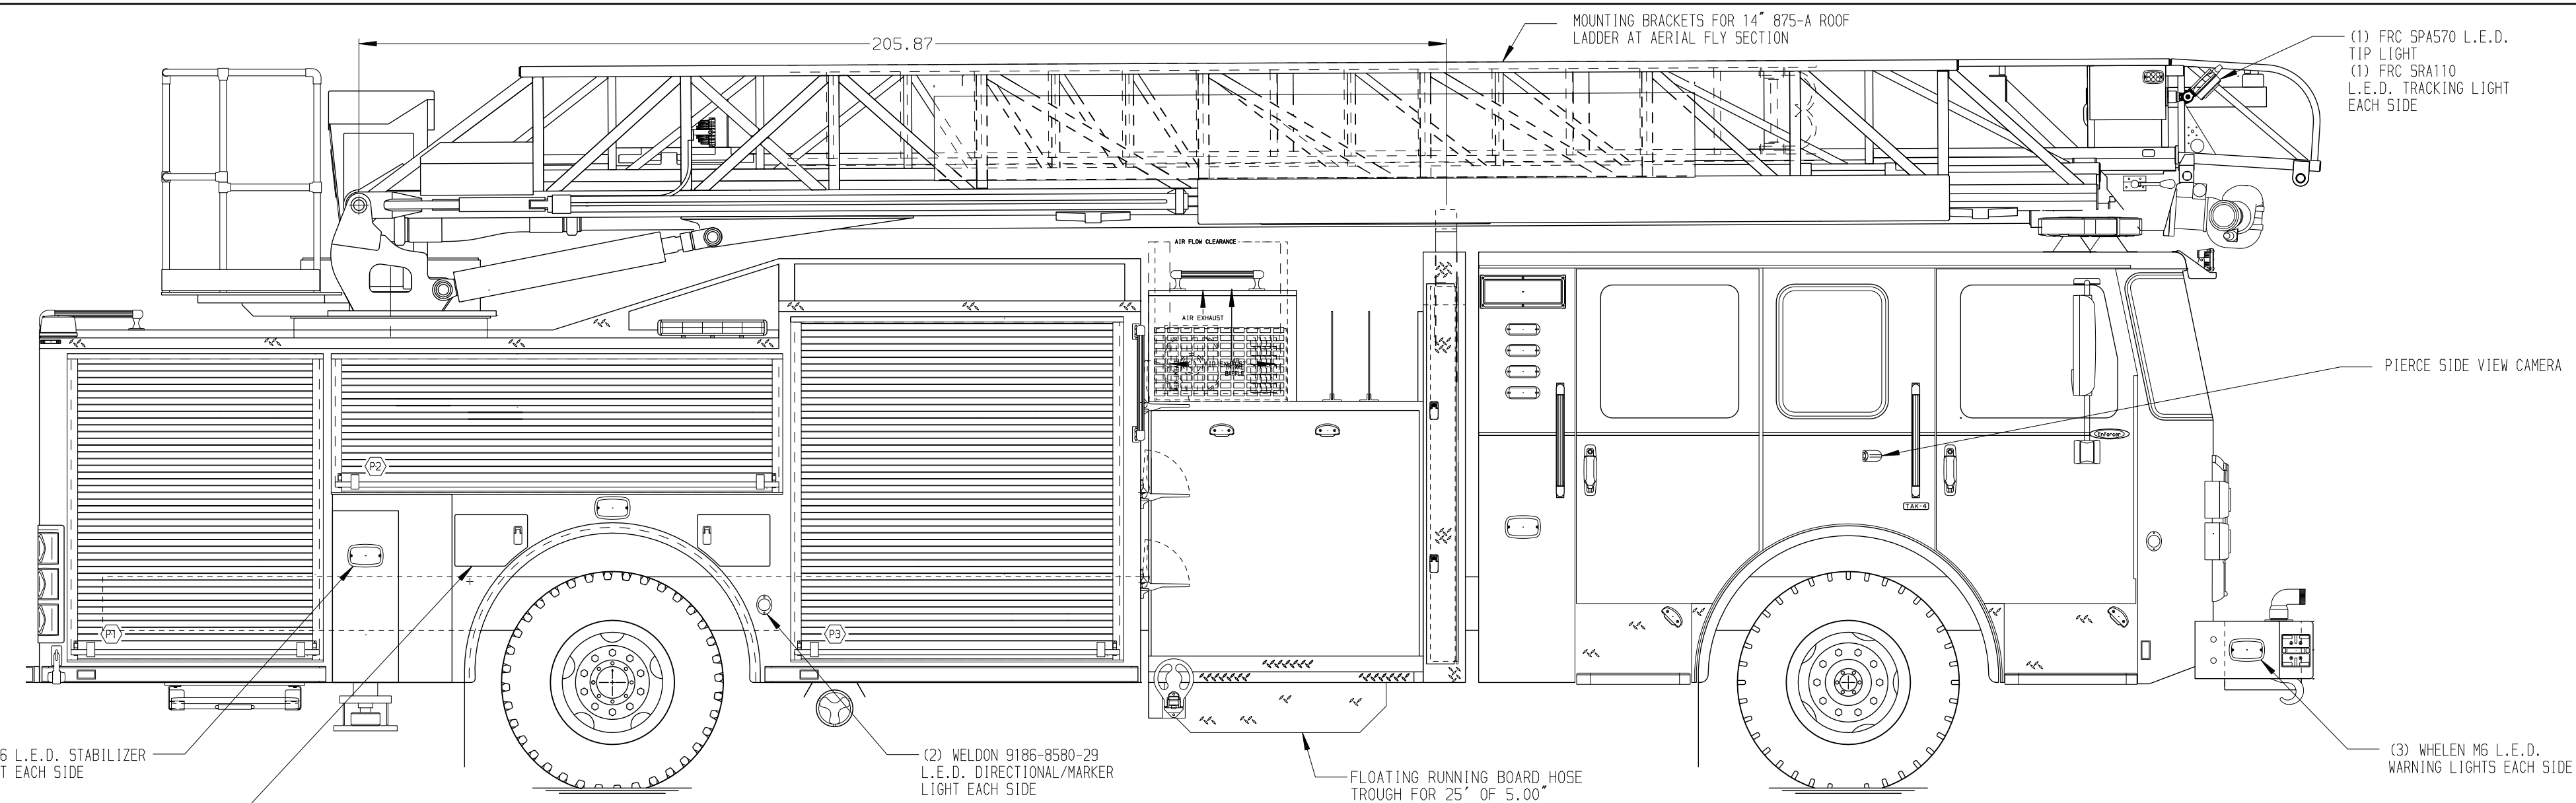 205.87
MOUNTING BRACKETS FOR 14" 875-A ROOF
LADDER AT AERIAL FLY SECTION
(1) FRC SPA570 L.E.D.
TIP LIGHT
(1) FRC SRA110
L.E.D. TRACKING LIGHT
EACH SIDE
AIR FLOW CLEARANCE
AIR EXHAUST
PIERCE SIDE VIEW CAMERA
Enforcer
P2
TAK-4
P1
P3
6 L.E.D. STABILIZER
T EACH SIDE
(2) WELDON 9186-8580-29
L.E.D. DIRECTIONAL/MARKER
LIGHT EACH SIDE
FLOATING RUNNING BOARD HOSE
TROUGH FOR 25' OF 5.00"
(3) WHELEN M6 L.E.D.
WARNING LIGHTS EACH SIDE